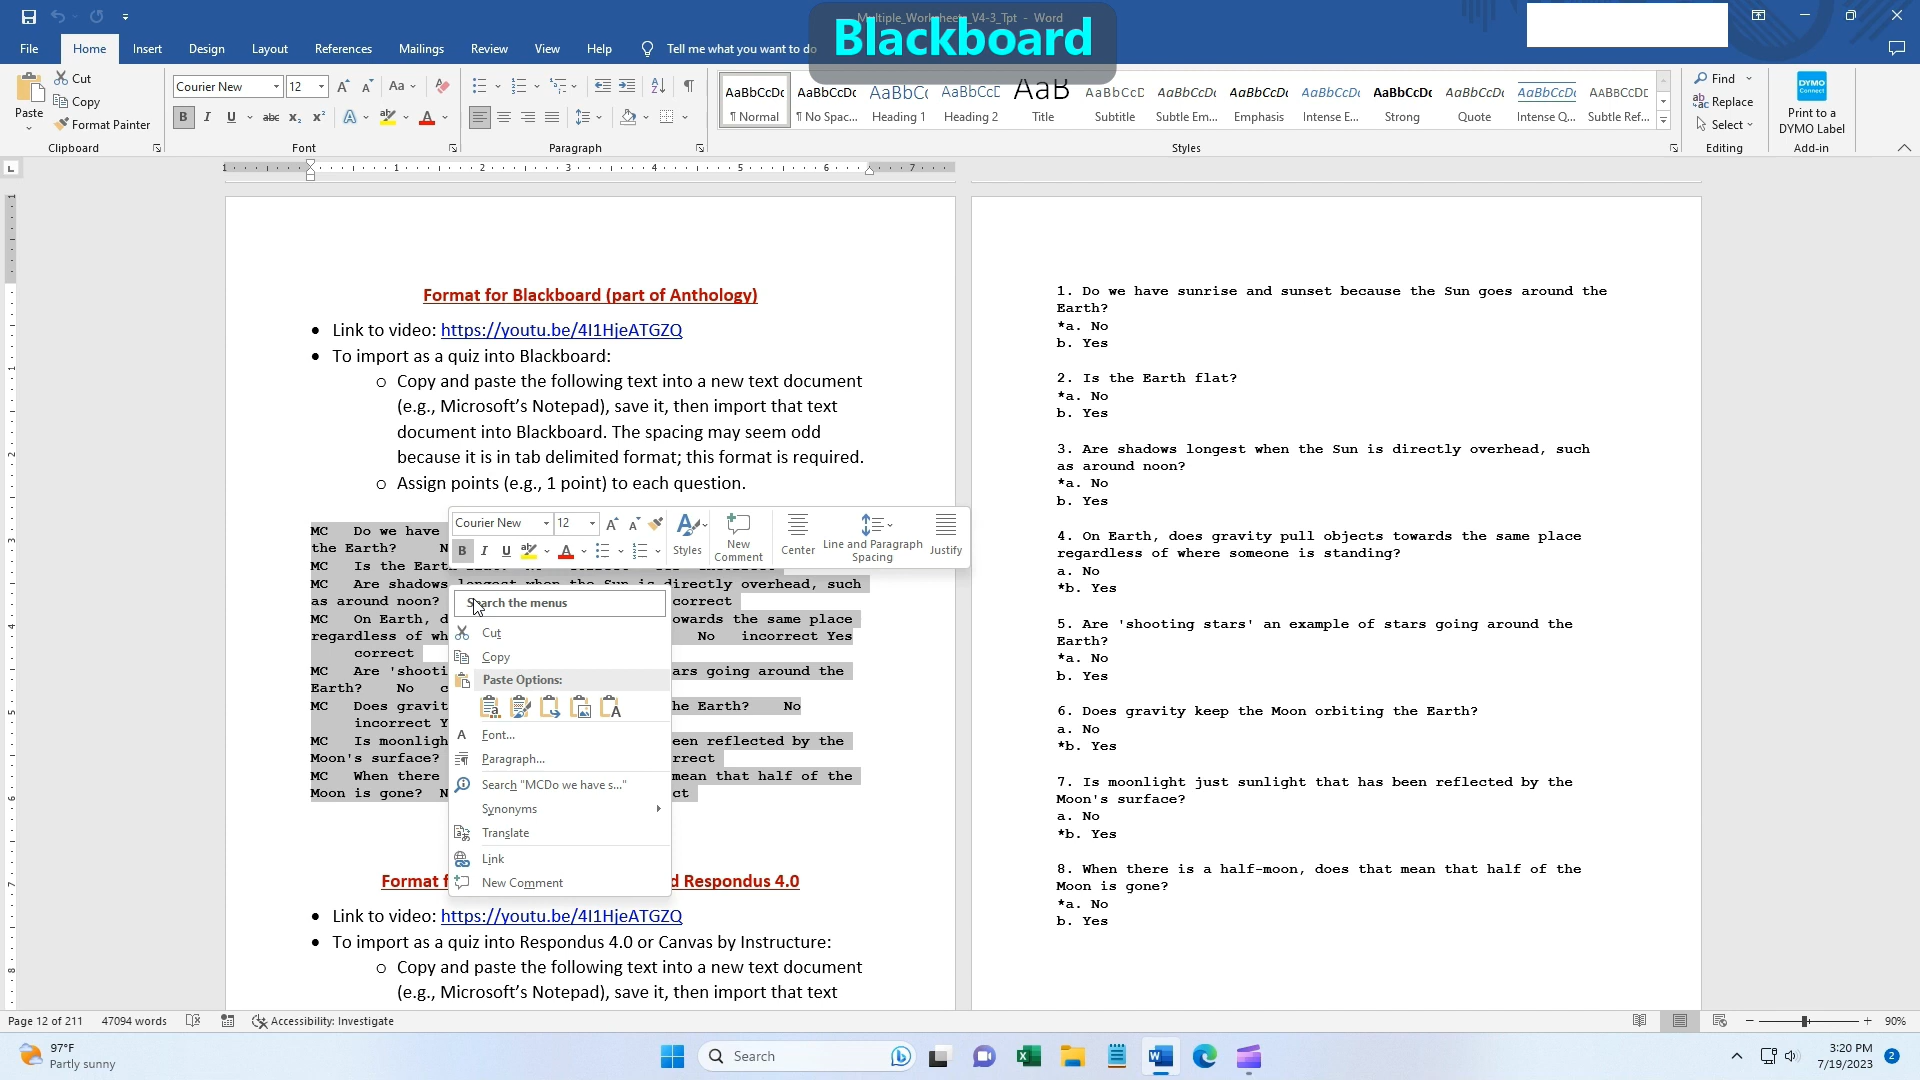 Multiple_Worksheets_V4-3_Tpt - Word
Blackboard
File Home Insert Design Layout References Mailings Review View Help Tell me what you want to do
Paste
Cut
Copy
Format Painter
Clipboard
Courier New 12
Font
Paragraph
AaBbCcDc AaBbCcDc AaBbC AaBbCcE AaB AaBbCcD AaBbCcDc AaBbCcDc AaBbCcDc AaBbCcDc AaBbCcDc AaBbCcDc AABBCCDE
¶ Normal ¶ No Spac... Heading 1 Heading 2 Title Subtitle Subtle Em... Emphasis Intense E... Strong Quote Intense Q... Subtle Ref...
Styles
Find
Replace
Select
Editing
DYMO
Connect
Print to a
DYMO Label
Add-in
Format for Blackboard (part of Anthology)
• Link to video: https://youtu.be/4I1HjeATGZQ
• To import as a quiz into Blackboard:
o Copy and paste the following text into a new text document
(e.g., Microsoft's Notepad), save it, then import that text
document into Blackboard. The spacing may seem odd
because it is in tab delimited format; this format is required.
o Assign points (e.g., 1 point) to each question.
MC Do we have
the Earth? N
MC Is the Earth
MC Are shadows longest when the Sun is directly overhead, such
as around noon? correct
MC On Earth, d owards the same place
regardless of wh No incorrect Yes
correct
MC Are 'shooti ars going around the
Earth? No c
MC Does gravit he Earth? No
incorrect Y
MC Is moonligh een reflected by the
Moon's surface? rrect
MC When there mean that half of the
Moon is gone? N ct
Courier New 12
Styles
New
Comment
Center
Line and Paragraph
Spacing
Justify
Search the menus
Cut
Copy
Paste Options:
Font...
Paragraph...
Search "MCDo we have s..."
Synonyms
Translate
Link
New Comment
Format f d Respondus 4.0
• Link to video: https://youtu.be/4I1HjeATGZQ
• To import as a quiz into Respondus 4.0 or Canvas by Instructure:
o Copy and paste the following text into a new text document
(e.g., Microsoft's Notepad), save it, then import that text
1. Do we have sunrise and sunset because the Sun goes around the
Earth?
*a. No
b. Yes
2. Is the Earth flat?
*a. No
b. Yes
3. Are shadows longest when the Sun is directly overhead, such
as around noon?
*a. No
b. Yes
4. On Earth, does gravity pull objects towards the same place
regardless of where someone is standing?
a. No
*b. Yes
5. Are 'shooting stars' an example of stars going around the
Earth?
*a. No
b. Yes
6. Does gravity keep the Moon orbiting the Earth?
a. No
*b. Yes
7. Is moonlight just sunlight that has been reflected by the
Moon's surface?
a. No
*b. Yes
8. When there is a half-moon, does that mean that half of the
Moon is gone?
*a. No
b. Yes
Page 12 of 211 47094 words Accessibility: Investigate 90%
97°F
Partly sunny
Search
3:20 PM
7/19/2023
2